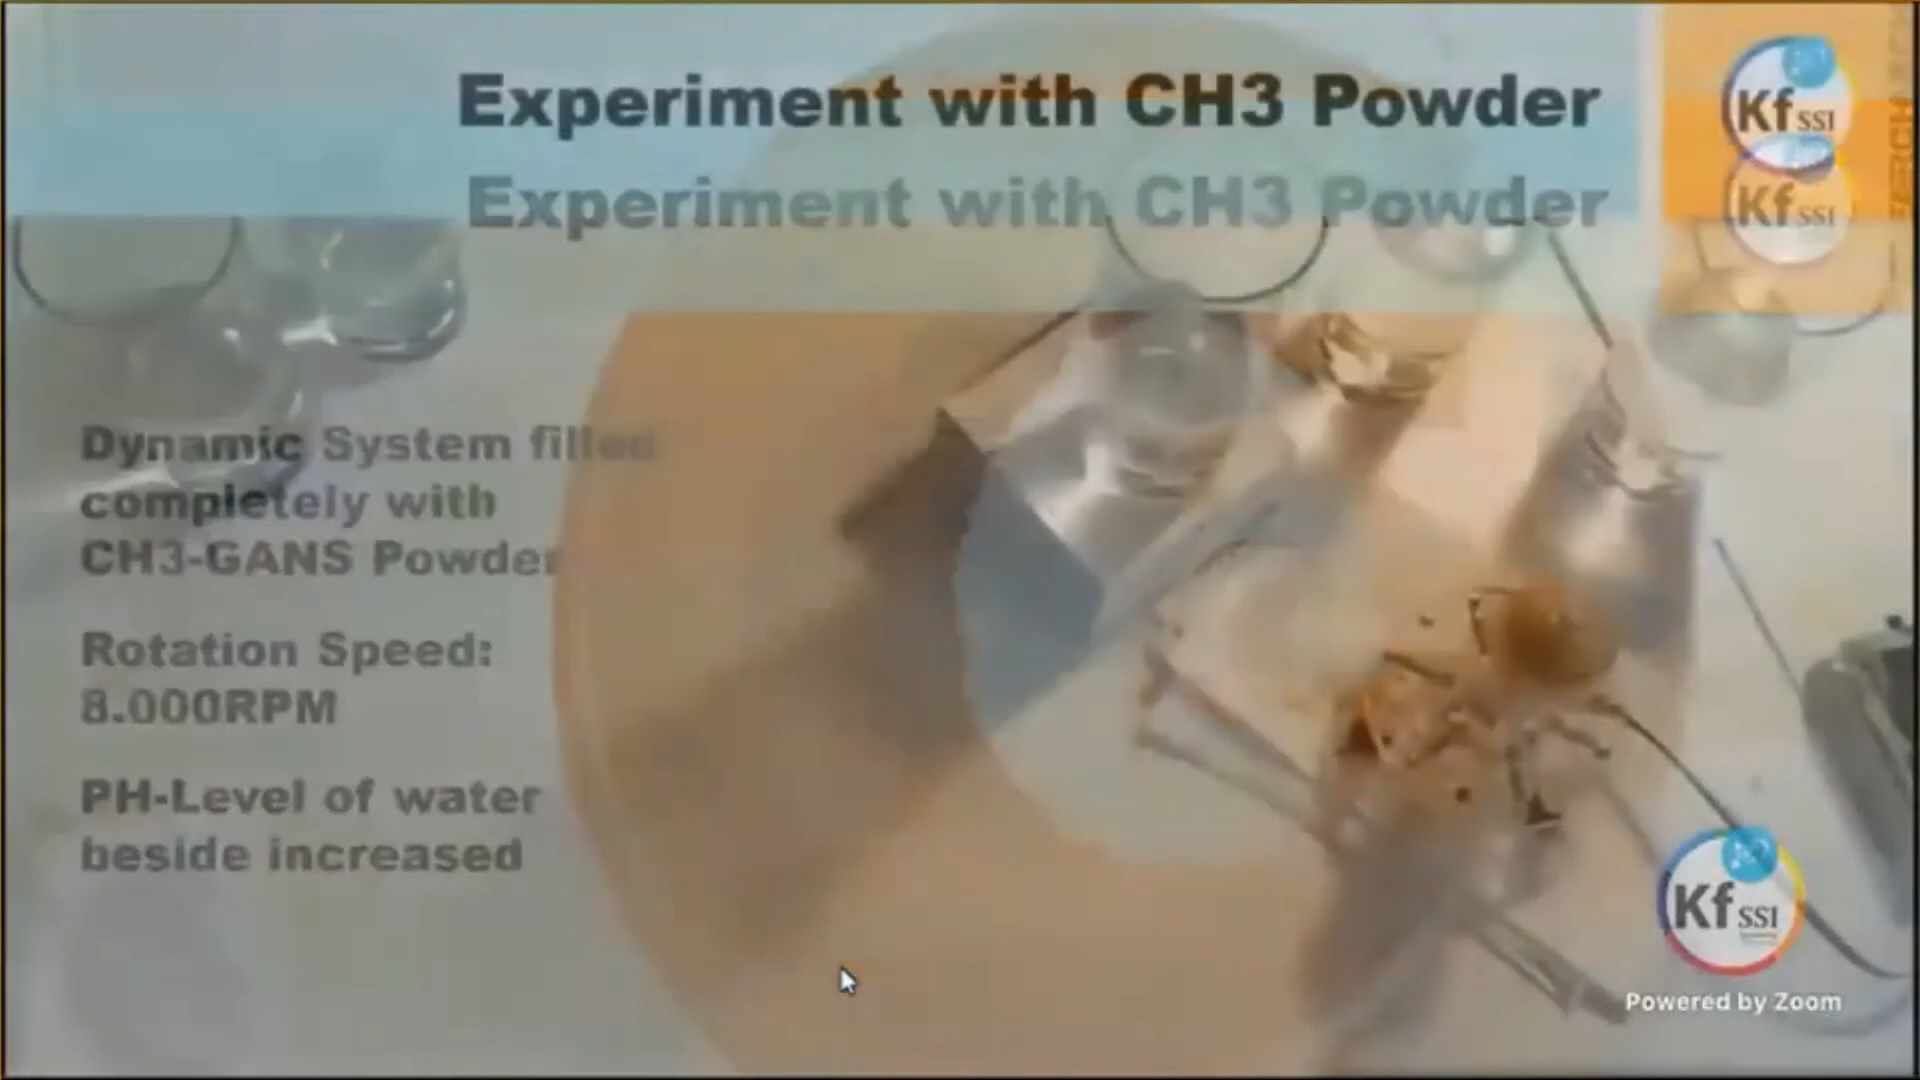 Experiment with CH3 Powder
Experiment with CH3 Powder
Kf SSI
Kf SSI
Dynamic System filled
completely with
CH3-GANS Powder
Rotation Speed:
8.000RPM
PH-Level of water
beside increased
Kf SSI
Powered by Zoom